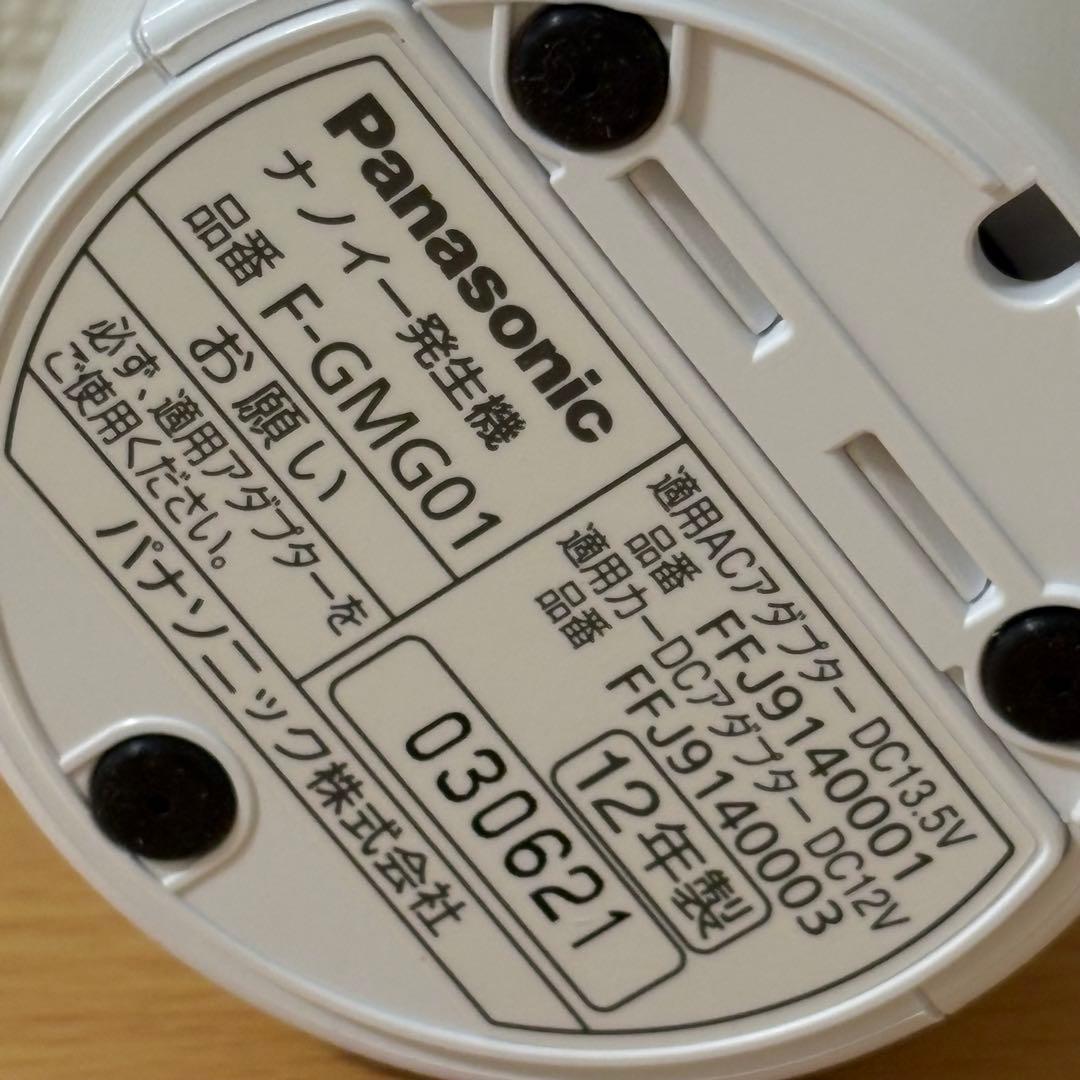 Panasonic
ナノイー発生機
品番 F-GMG01
お願い
必ず、適用アダプターを
ご使用ください。
適用ACアダプター DC13.5V
品番 FFJ9140001
適用カーDCアダプター DC12V
品番 FFJ9140003
12年製
030621
パナソニック株式会社